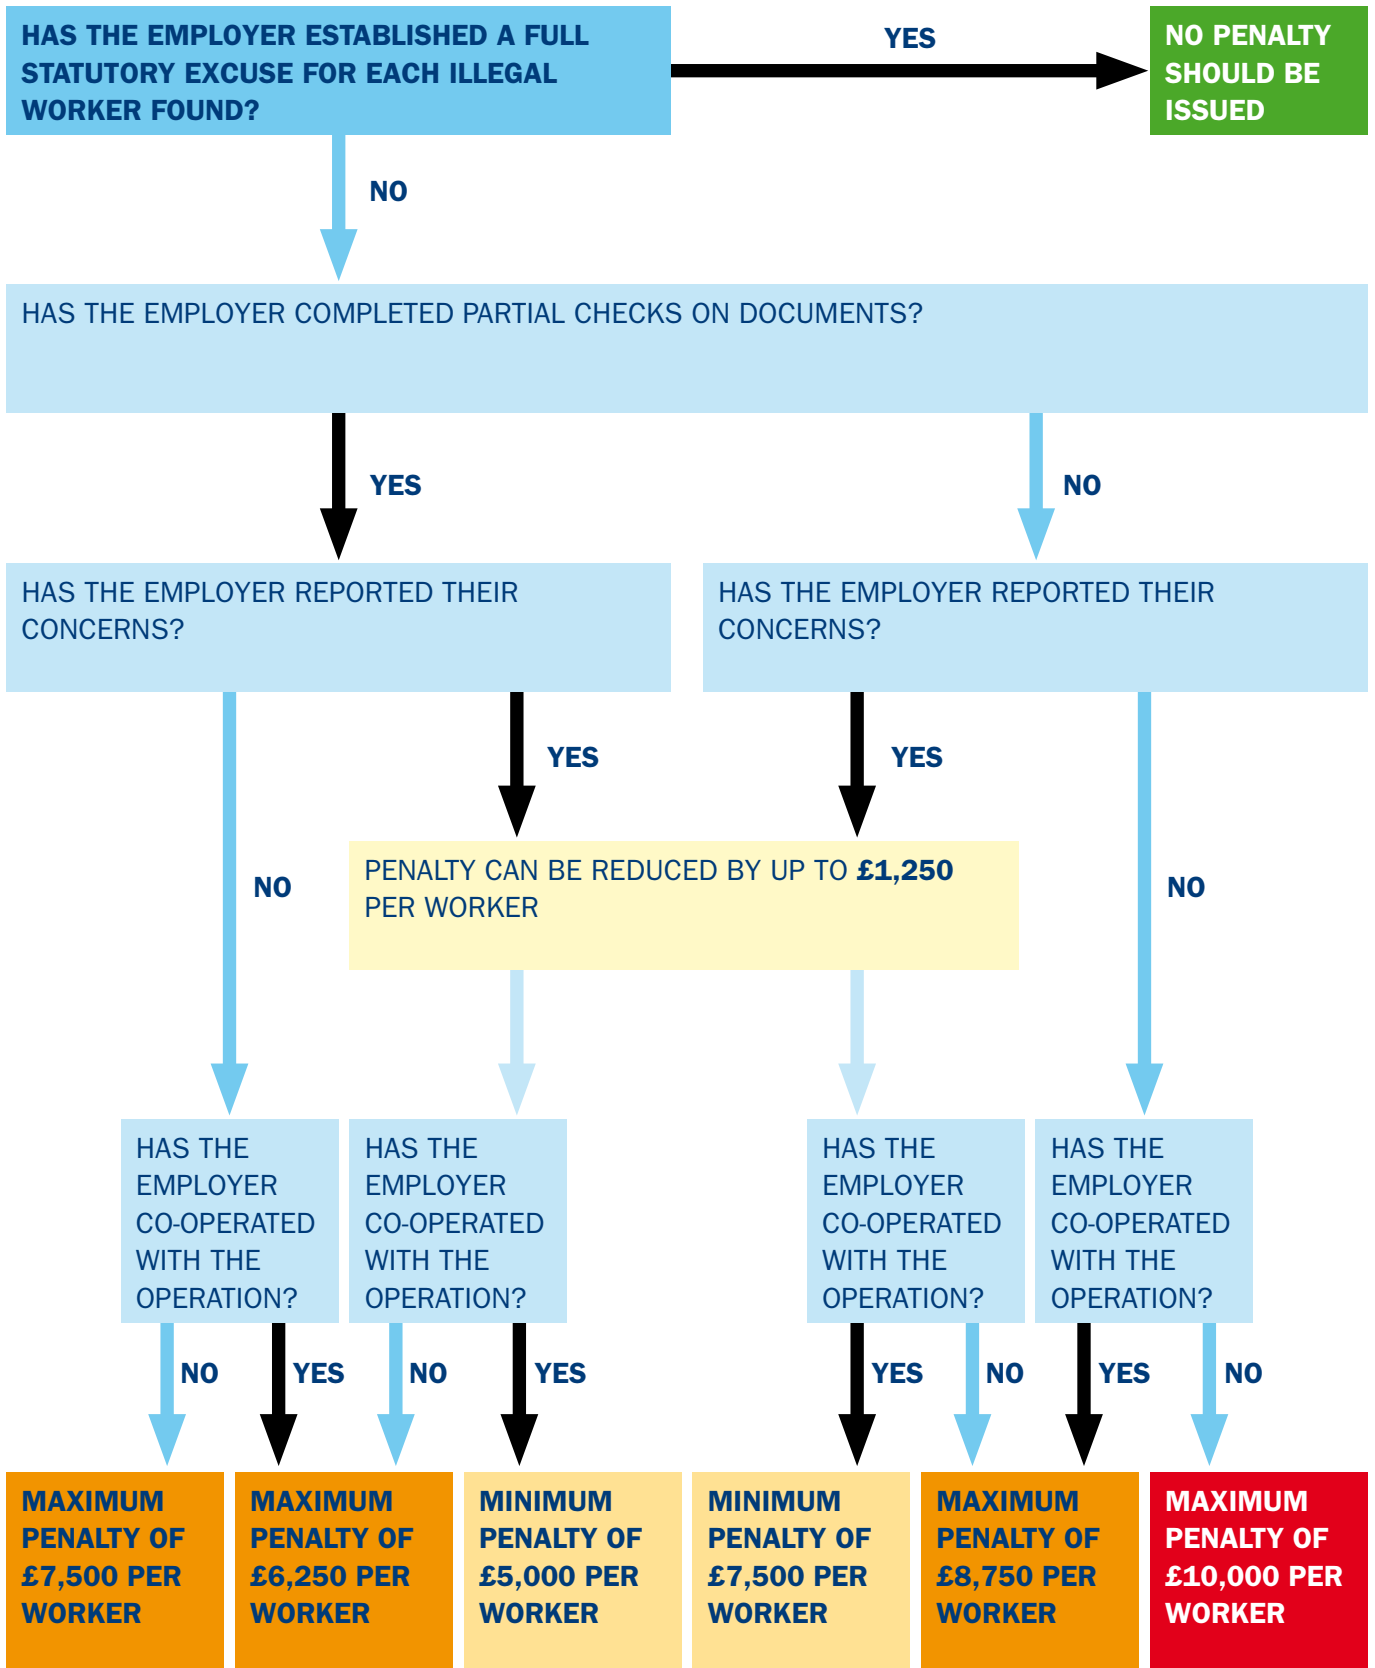 HAS THE EMPLOYER ESTABLISHED A FULL
STATUTORY EXCUSE FOR EACH ILLEGAL
WORKER FOUND?
YES
NO PENALTY
SHOULD BE
ISSUED
NO
HAS THE EMPLOYER COMPLETED PARTIAL CHECKS ON DOCUMENTS?
YES
NO
HAS THE EMPLOYER REPORTED THEIR
CONCERNS?
HAS THE EMPLOYER REPORTED THEIR
CONCERNS?
YES
YES
NO
PENALTY CAN BE REDUCED BY UP TO £1,250
PER WORKER
NO
HAS THE
EMPLOYER
CO-OPERATED
WITH THE
OPERATION?
HAS THE
EMPLOYER
CO-OPERATED
WITH THE
OPERATION?
HAS THE
EMPLOYER
CO-OPERATED
WITH THE
OPERATION?
HAS THE
EMPLOYER
CO-OPERATED
WITH THE
OPERATION?
NO
YES
NO
YES
YES
NO
YES
NO
MAXIMUM
PENALTY OF
£7,500 PER
WORKER
MAXIMUM
PENALTY OF
£6,250 PER
WORKER
MINIMUM
PENALTY OF
£5,000 PER
WORKER
MINIMUM
PENALTY OF
£7,500 PER
WORKER
MAXIMUM
PENALTY OF
£8,750 PER
WORKER
MAXIMUM
PENALTY OF
£10,000 PER
WORKER